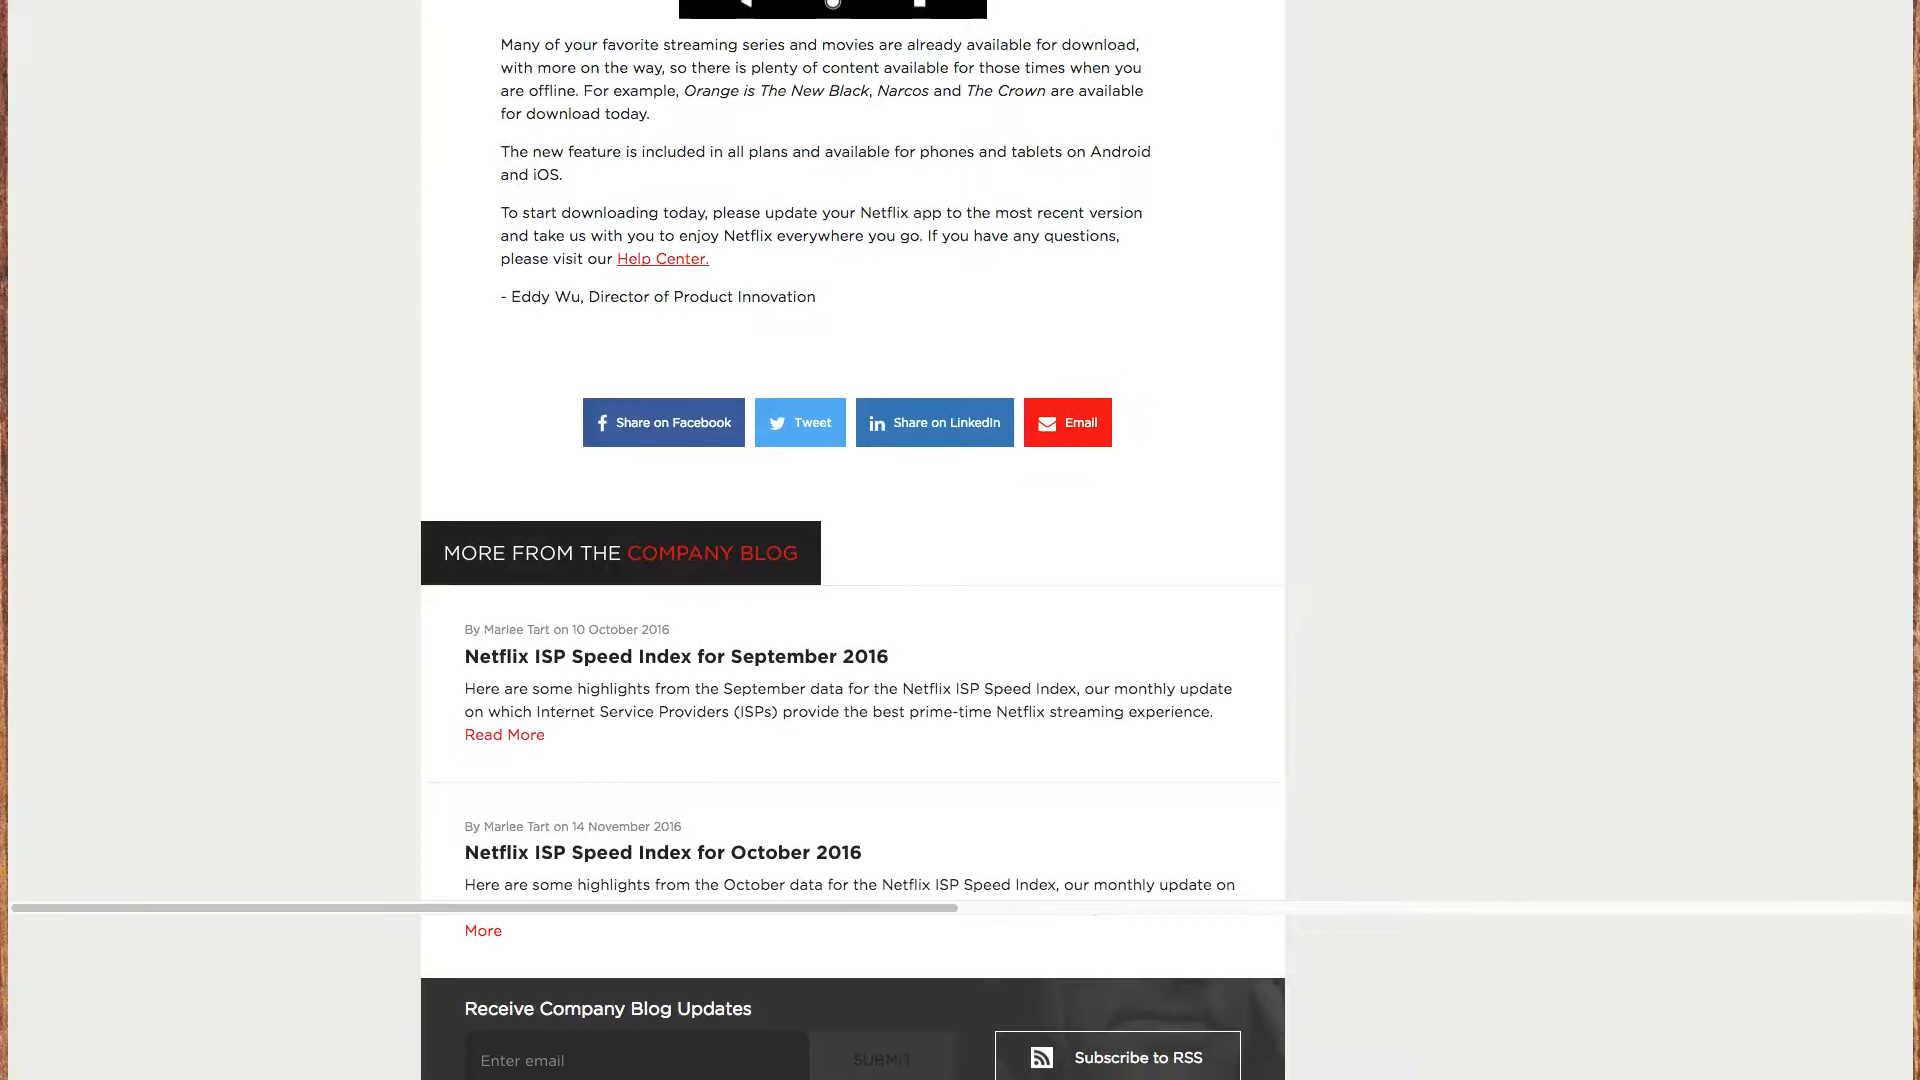 Many of your favorite streaming series and movies are already available for download,
with more on the way, so there is plenty of content available for those times when you
are offline. For example, Orange is The New Black, Narcos and The Crown are available
for download today.
The new feature is included in all plans and available for phones and tablets on Android
and iOS.
To start downloading today, please update your Netflix app to the most recent version
and take us with you to enjoy Netflix everywhere you go. If you have any questions,
please visit our Help Center.
- Eddy Wu, Director of Product Innovation
Share on Facebook
Tweet
Share on LinkedIn
Email
MORE FROM THE COMPANY BLOG
By Marlee Tart on 10 October 2016
Netflix ISP Speed Index for September 2016
Here are some highlights from the September data for the Netflix ISP Speed Index, our monthly update
on which Internet Service Providers (ISPs) provide the best prime-time Netflix streaming experience.
Read More
By Marlee Tart on 14 November 2016
Netflix ISP Speed Index for October 2016
Here are some highlights from the October data for the Netflix ISP Speed Index, our monthly update on
More
Receive Company Blog Updates
Enter email
SUBMIT
Subscribe to RSS